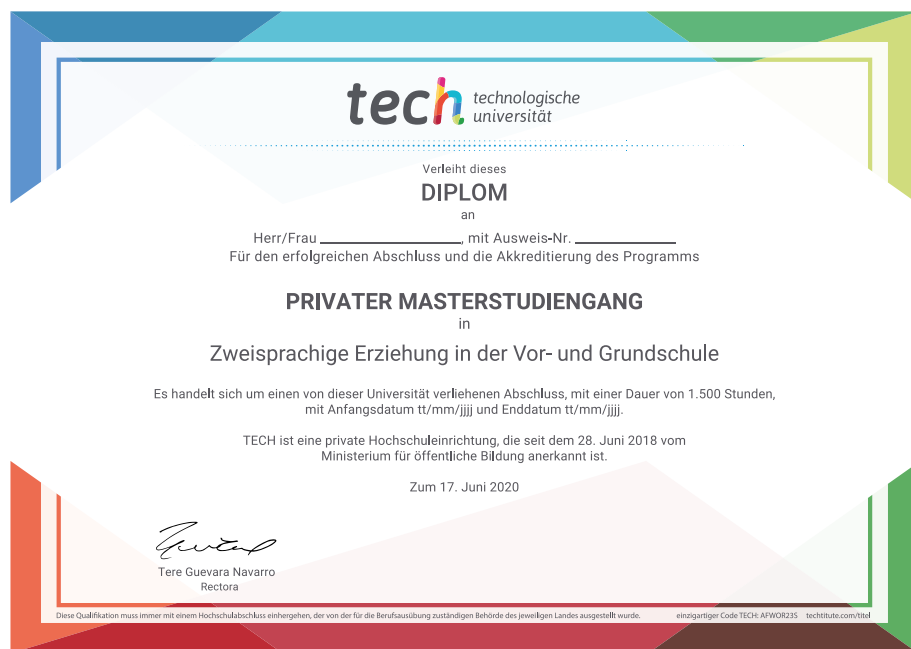 tech technologische
universität
Verleiht dieses
DIPLOM
an
Herr/Frau ____________, mit Ausweis-Nr. ____________
Für den erfolgreichen Abschluss und die Akkreditierung des Programms
PRIVATER MASTERSTUDIENGANG
in
Zweisprachige Erziehung in der Vor- und Grundschule
Es handelt sich um einen von dieser Universität verliehenen Abschluss, mit einer Dauer von 1.500 Stunden,
mit Anfangsdatum tt/mm/jjjj und Enddatum tt/mm/jjjj.
TECH ist eine private Hochschuleinrichtung, die seit dem 28. Juni 2018 vom
Ministerium für öffentliche Bildung anerkannt ist.
Zum 17. Juni 2020
Tere Guevara Navarro
Rectora
Diese Qualifikation muss immer mit einem Hochschulabschluss einhergehen, der von der für die Berufsausübung zuständigen Behörde des jeweiligen Landes ausgestellt wurde. einzigartiger Code TECH: AFWOR23S techtitute.com/titel